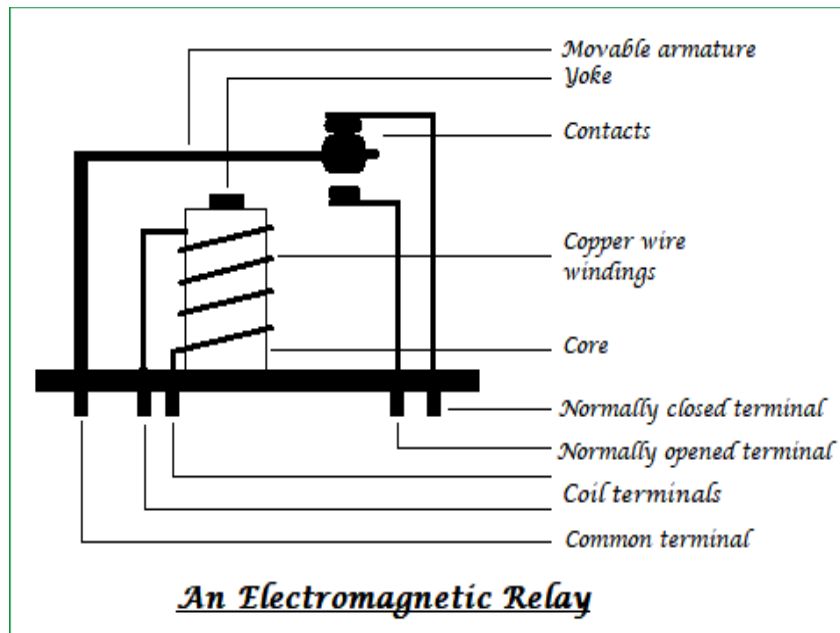 Movable armature
Yoke
Contacts
Copper wire
windings
Core
Normally closed terminal
Normally opened terminal
Coil terminals
Common terminal
An Electromagnetic Relay